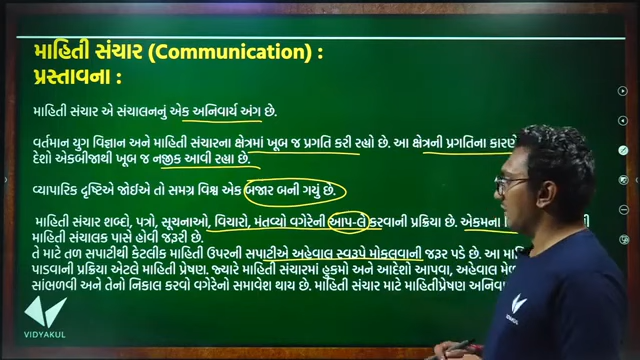 માહિતી સંચાર (Communication) :
પ્રસ્તાવના :
માહિતી સંચાર એ સંચાલનનું એક અનિવાર્ય અંગ છે.
વર્તમાન યુગ વિજ્ઞાન અને માહિતી સંચારના ક્ષેત્રમાં ખૂબ જ પ્રગતિ કરી રહ્યો છે. આ ક્ષેત્રની પ્રગતિના કારણે
દેશો એકબીજાથી ખૂબ જ નજીક આવી રહ્યા છે.
વ્યાપારિક દૃષ્ટિએ જોઈએ તો સમગ્ર વિશ્વ એક બજાર બની ગયું છે.
માહિતી સંચાર શબ્દો, પત્રો, સૂચનાઓ, વિચારો, મંતવ્યો વગેરેની આપ-લે કરવાની પ્રક્રિયા છે. એકમના
માહિતી સંચાલક પાસે હોવી જરૂરી છે.
તે માટે તળ સપાટીથી કેટલીક માહિતી ઉપરની સપાટીએ અહેવાલ સ્વરૂપે મોકલવાની જરૂર પડે છે. આ
પાડવાની પ્રક્રિયા એટલે માહિતી પ્રેષણ. જ્યારે માહિતી સંચારમાં હુકમો અને આદેશો આપવા, અહેવાલ
સાંભળવી અને તેનો નિકાલ કરવો વગેરેનો સમાવેશ થાય છે. માહિતી સંચાર માટે માહિતીપ્રેષણ
VIDYAKUL